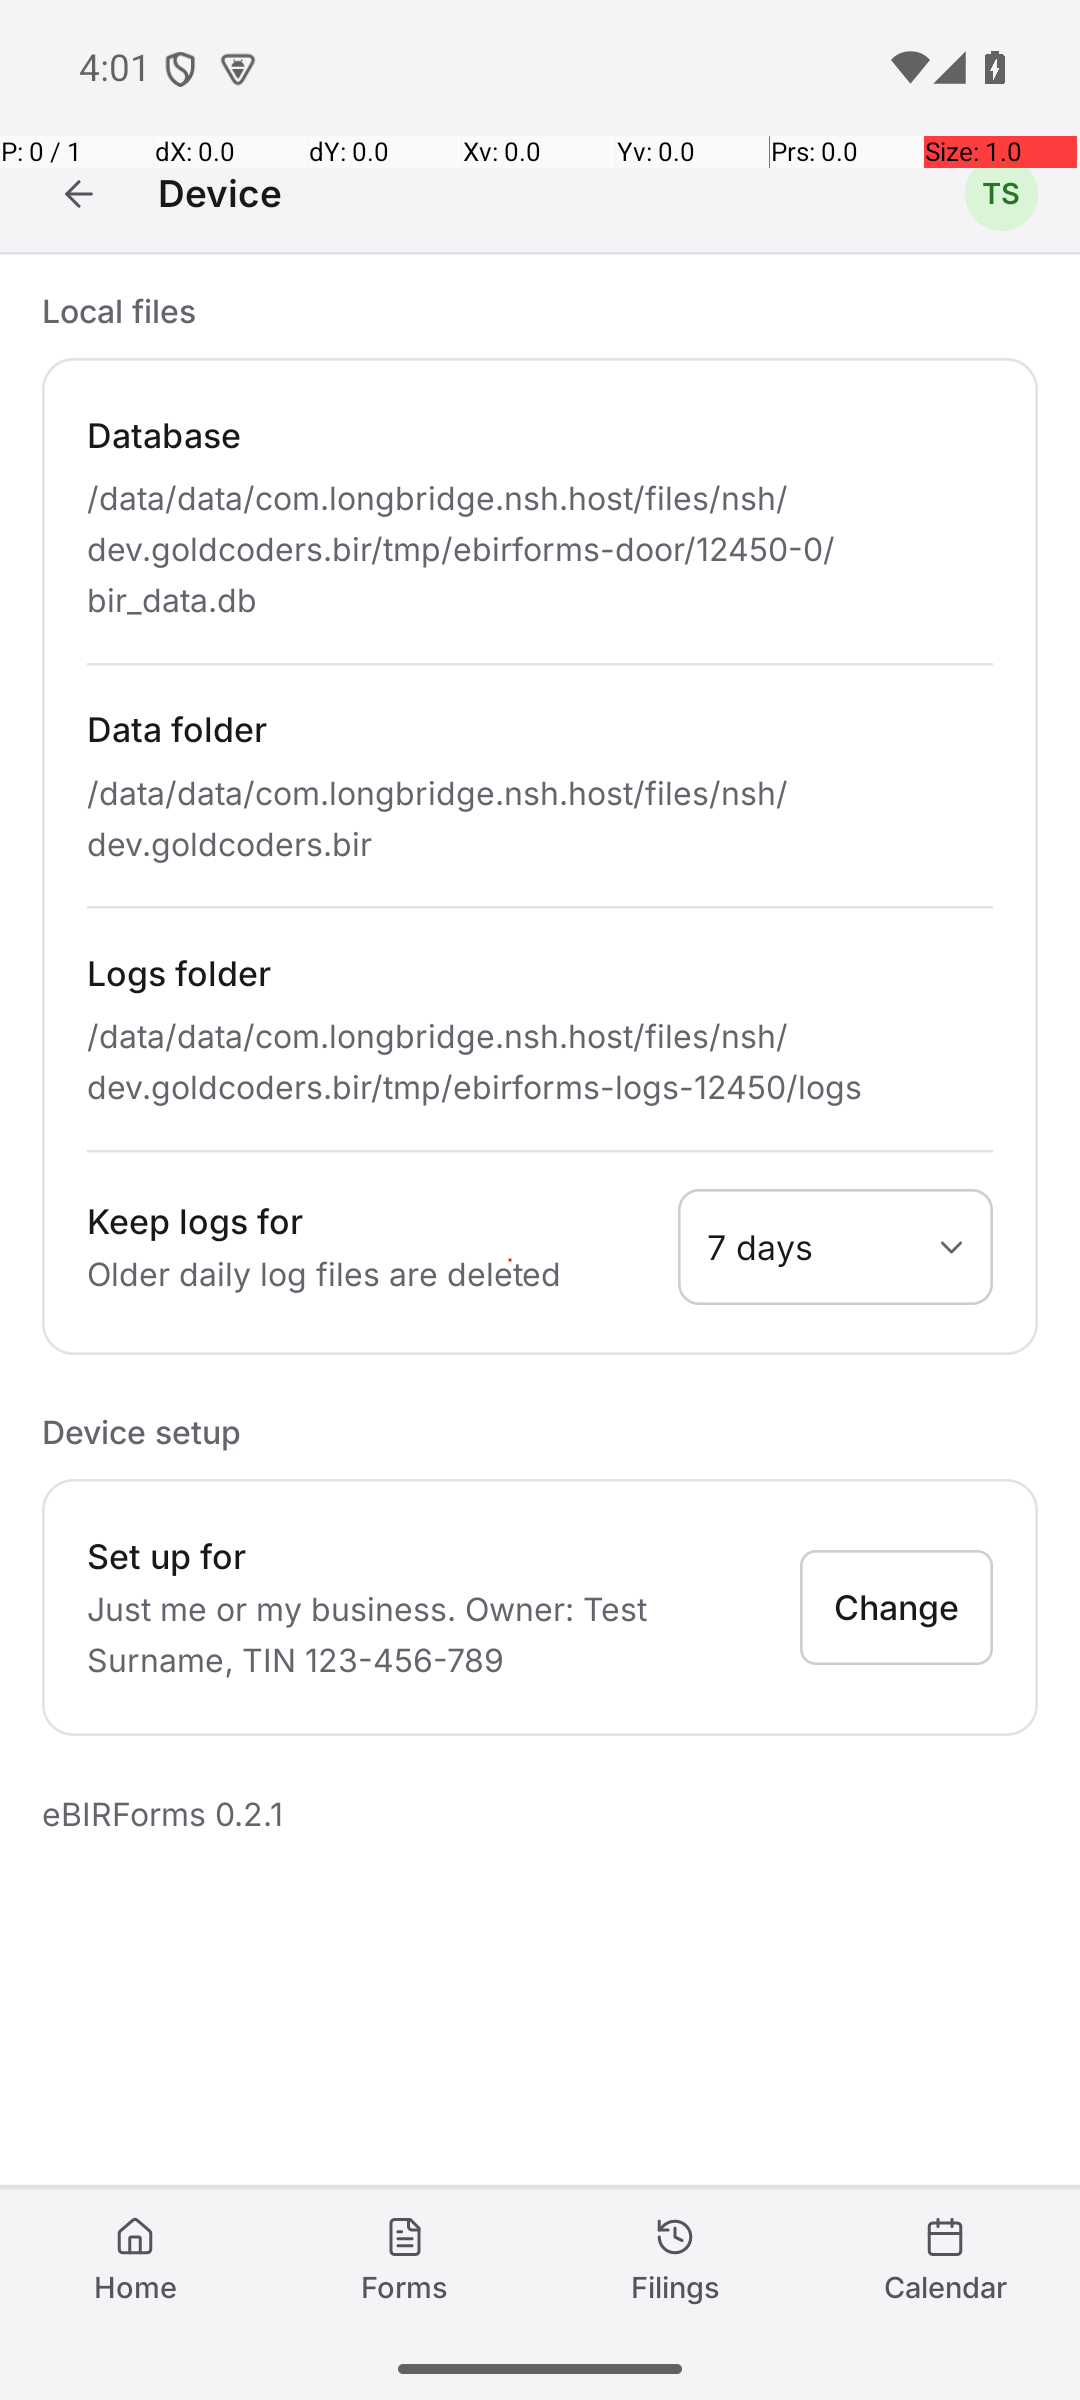 4:01
P: 0 / 1 dX: 0.0 dY: 0.0 Xv: 0.0 Yv: 0.0 Prs: 0.0 Size: 1.0
Device TS
Local files
Database
/data/data/com.longbridge.nsh.host/files/nsh/
dev.goldcoders.bir/tmp/ebirforms-door/12450-0/
bir_data.db
Data folder
/data/data/com.longbridge.nsh.host/files/nsh/
dev.goldcoders.bir
Logs folder
/data/data/com.longbridge.nsh.host/files/nsh/
dev.goldcoders.bir/tmp/ebirforms-logs-12450/logs
Keep logs for
Older daily log files are deleted
7 days
Device setup
Set up for
Just me or my business. Owner: Test
Surname, TIN 123-456-789
Change
eBIRForms 0.2.1
Home Forms Filings Calendar